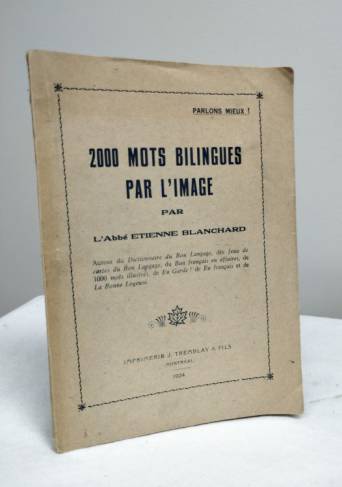 PARLONS MIEUX !
2000 MOTS BILINGUES
PAR L'IMAGE
PAR
L'Abbé ETIENNE BLANCHARD
Auteur du Dictionnaire du Bon Langage, des Jeux de
cartes du Bon Langage, du Bon français en affaires, de
1000 mots illustrés, de En Garde! de En français et de
La Bonne Logeuse.
IMPRIMERIE J. TREMBLAY & FILS
MONTRÉAL
1924